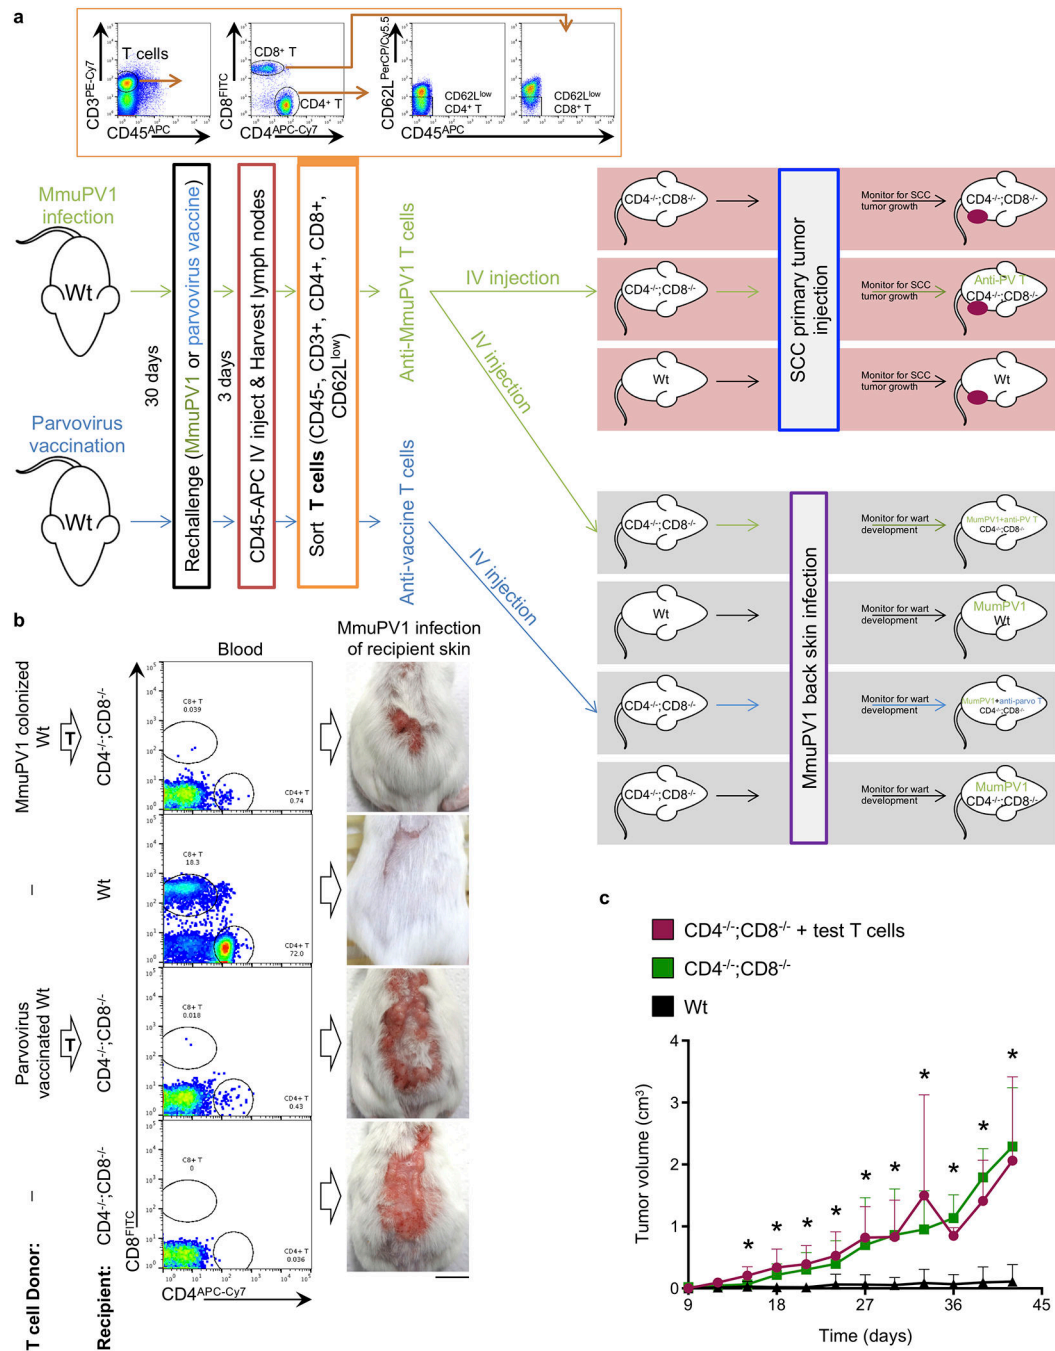 a
T cells
CD3PE-Cy7
CD45APC
CD8+ T
CD4+ T
CD8FITC
CD4APC-Cy7
CD62LPerCP/Cy5.5
CD62Llow
CD4+ T
CD62Llow
CD8+ T
CD45APC
MmuPV1
infection
Wt
30 days
Rechallenge (MmuPV1 or parvovirus vaccine)
3 days
CD45-APC IV inject & Harvest lymph nodes
Sort T cells (CD45-, CD3+, CD4+, CD8+,
CD62Llow)
Anti-MmuPV1 T cells
Parvovirus
vaccination
Wt
Anti-vaccine T cells
IV injection
IV injection
IV injection
CD4-/-;CD8-/-
SCC primary tumor
injection
Monitor for SCC
tumor growth
CD4-/-;CD8-/-
CD4-/-;CD8-/-
Monitor for SCC
tumor growth
Anti-PV T
CD4-/-;CD8-/-
Wt
Monitor for SCC
tumor growth
Wt
CD4-/-;CD8-/-
MmuPV1 back skin infection
Monitor for wart
development
MumPV1+anti-PV T
CD4-/-;CD8-/-
Wt
Monitor for wart
development
MumPV1
Wt
CD4-/-;CD8-/-
Monitor for wart
development
MumPV1+anti-parvo T
CD4-/-;CD8-/-
CD4-/-;CD8-/-
Monitor for wart
development
MumPV1
CD4-/-;CD8-/-
b
Blood
MmuPV1 infection
of recipient skin
MmuPV1 colonized
Wt
T
CD4-/-;CD8-/-
C8+ T
0.039
CD4+ T
0.74
–
Wt
C8+ T
18.3
CD4+ T
72.0
Parvovirus
vaccinated Wt
T
CD4-/-;CD8-/-
C8+ T
0.018
CD4+ T
0.43
–
CD4-/-;CD8-/-
C8+ T
0
CD4+ T
0.036
CD8FITC
CD4APC-Cy7
T cell Donor:
Recipient:
c
CD4-/-;CD8-/- + test T cells
CD4-/-;CD8-/-
Wt
Tumor volume (cm3)
4
3
2
1
0
* * * * * * * * * *
9 18 27 36 45
Time (days)